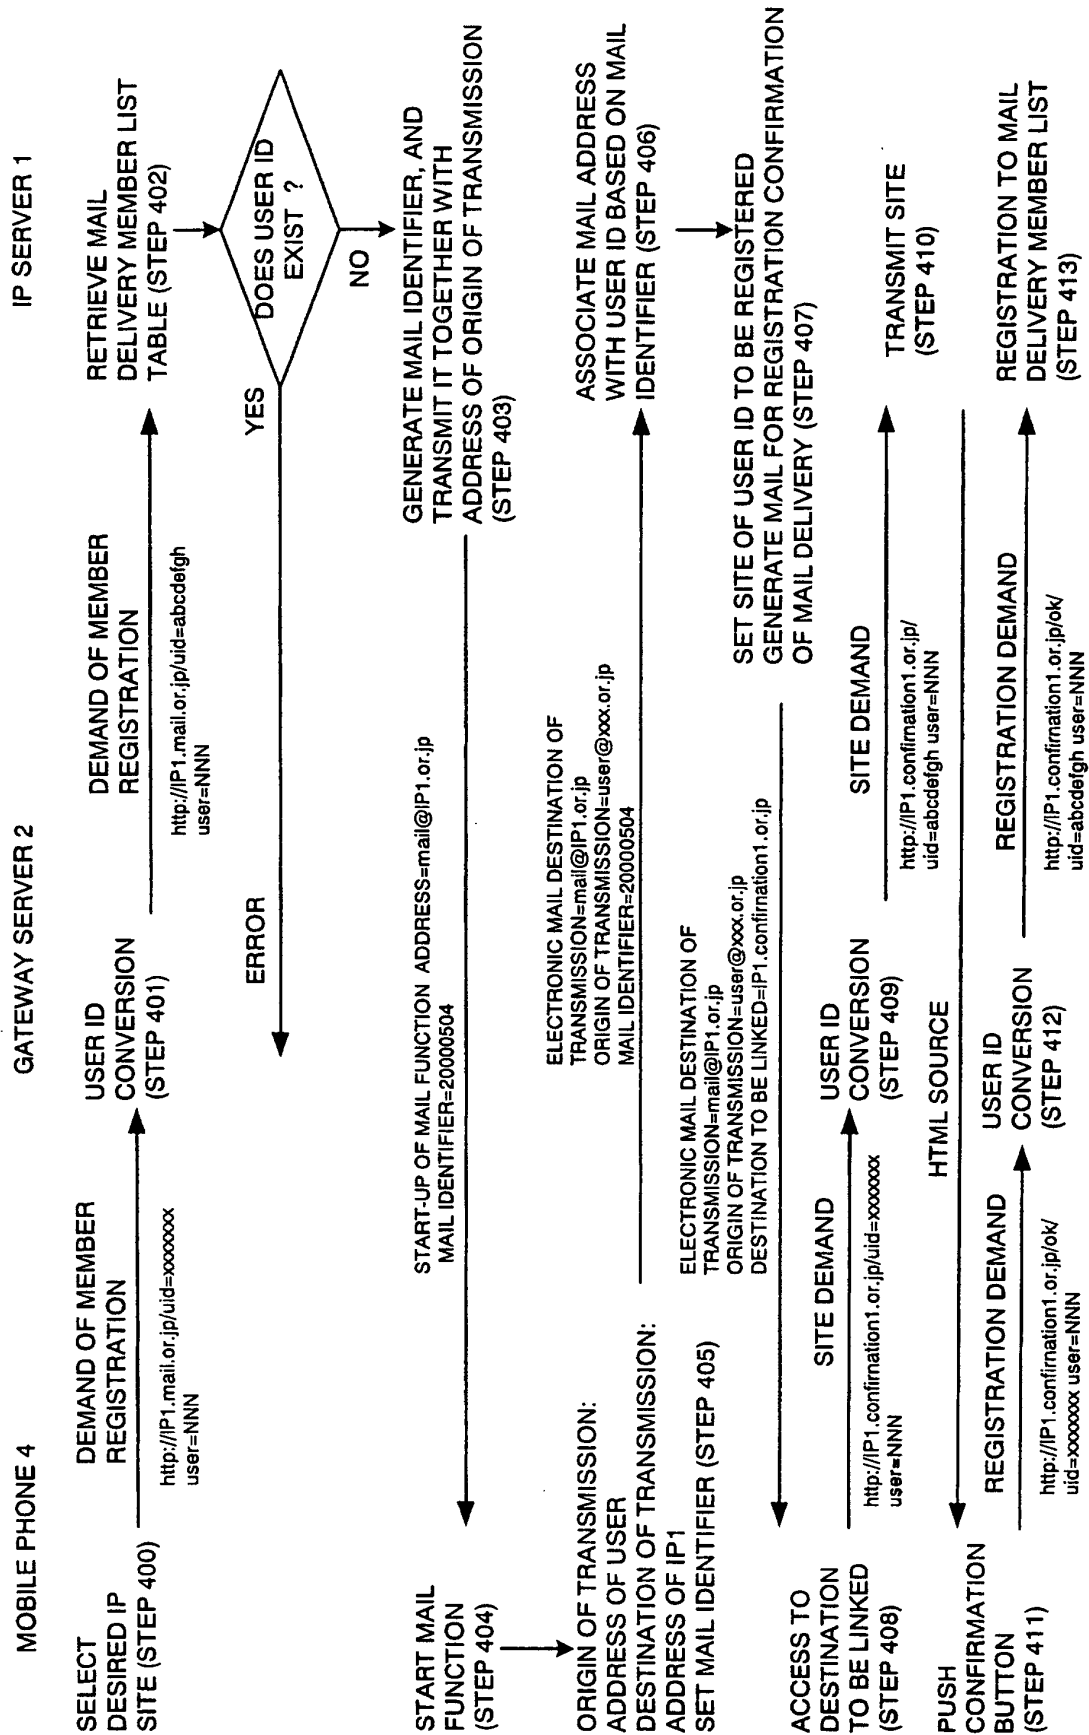 MOBILE PHONE 4
GATEWAY SERVER 2
IP SERVER 1
SELECT
DESIRED IP
SITE (STEP 400)
DEMAND OF MEMBER
REGISTRATION
http://IP1.mail.or.jp/uid=xxxxxxxx
user=NNN
USER ID
CONVERSION
(STEP 401)
DEMAND OF MEMBER
REGISTRATION
http://IP1.mail.or.jp/uid=abcdefgh
user=NNN
RETRIEVE MAIL
DELIVERY MEMBER LIST
TABLE (STEP 402)
ERROR
YES
DOES USER ID
EXIST ?
NO
START MAIL
FUNCTION
(STEP 404)
START-UP OF MAIL FUNCTION ADDRESS=mail@IP1.or.jp
MAIL IDENTIFIER=20000504
GENERATE MAIL IDENTIFIER, AND
TRANSMIT IT TOGETHER WITH
ADDRESS OF ORIGIN OF TRANSMISSION
(STEP 403)
ORIGIN OF TRANSMISSION:
ADDRESS OF USER
DESTINATION OF TRANSMISSION:
ADDRESS OF IP1
SET MAIL IDENTIFIER (STEP 405)
ELECTRONIC MAIL DESTINATION OF
TRANSMISSION=mail@IP1.or.jp
ORIGIN OF TRANSMISSION=user@xxx.or.jp
MAIL IDENTIFIER=20000504
ASSOCIATE MAIL ADDRESS
WITH USER ID BASED ON MAIL
IDENTIFIER (STEP 406)
ELECTRONIC MAIL DESTINATION OF
TRANSMISSION=mail@IP1.or.jp
ORIGIN OF TRANSMISSION=user@xxx.or.jp
DESTINATION TO BE LINKED=IP1.confirnation1.or.jp
SET SITE OF USER ID TO BE REGISTERED
GENERATE MAIL FOR REGISTRATION CONFIRMATION
OF MAIL DELIVERY (STEP 407)
ACCESS TO
DESTINATION
TO BE LINKED
(STEP 408)
SITE DEMAND
http://IP1.confirnation1.or.jp/uid=xxxxxxxx
user=NNN
USER ID
CONVERSION
(STEP 409)
SITE DEMAND
http://IP1.confirnation1.or.jp/
uid=abcdefgh user=NNN
TRANSMIT SITE
(STEP 410)
HTML SOURCE
PUSH
CONFIRMATION
BUTTON
(STEP 411)
REGISTRATION DEMAND
http://IP1.confirnation1.or.jp/ok/
uid=xxxxxxxx user=NNN
USER ID
CONVERSION
(STEP 412)
REGISTRATION DEMAND
http://IP1.confirnation1.or.jp/ok/
uid=abcdefgh user=NNN
REGISTRATION TO MAIL
DELIVERY MEMBER LIST
(STEP 413)